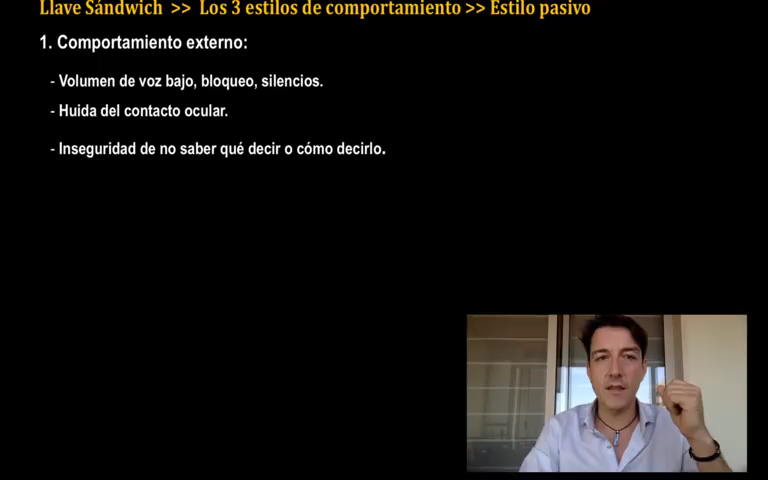 Llave Sándwich >> Los 3 estilos de comportamiento >> Estilo pasivo
1. Comportamiento externo:
- Volumen de voz bajo, bloqueo, silencios.
- Huida del contacto ocular.
- Inseguridad de no saber qué decir o cómo decirlo.